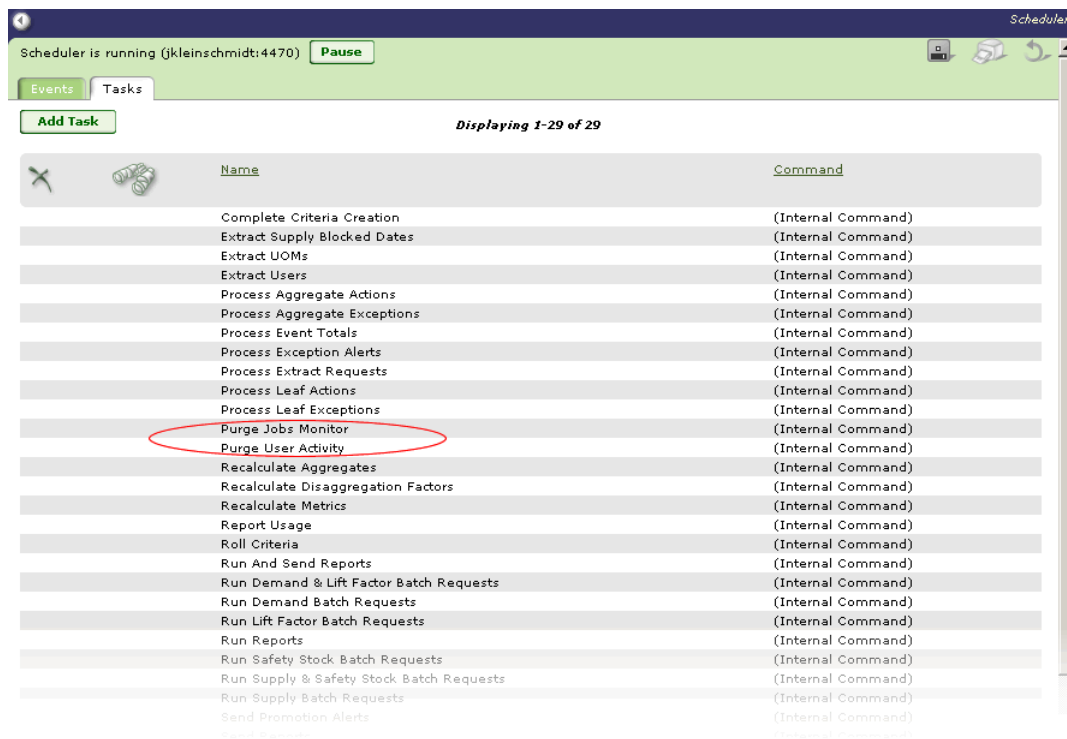 Scheduler
Scheduler is running (jkleinschmidt:4470) Pause
Events Tasks
Add Task Displaying 1-29 of 29
Name Command
Complete Criteria Creation (Internal Command)
Extract Supply Blocked Dates (Internal Command)
Extract UOMs (Internal Command)
Extract Users (Internal Command)
Process Aggregate Actions (Internal Command)
Process Aggregate Exceptions (Internal Command)
Process Event Totals (Internal Command)
Process Exception Alerts (Internal Command)
Process Extract Requests (Internal Command)
Process Leaf Actions (Internal Command)
Process Leaf Exceptions (Internal Command)
Purge Jobs Monitor (Internal Command)
Purge User Activity (Internal Command)
Recalculate Aggregates (Internal Command)
Recalculate Disaggregation Factors (Internal Command)
Recalculate Metrics (Internal Command)
Report Usage (Internal Command)
Roll Criteria (Internal Command)
Run And Send Reports (Internal Command)
Run Demand & Lift Factor Batch Requests (Internal Command)
Run Demand Batch Requests (Internal Command)
Run Lift Factor Batch Requests (Internal Command)
Run Reports (Internal Command)
Run Safety Stock Batch Requests (Internal Command)
Run Supply & Safety Stock Batch Requests (Internal Command)
Run Supply Batch Requests (Internal Command)
Send Promotion Alerts (Internal Command)
Send Reports (Internal Command)